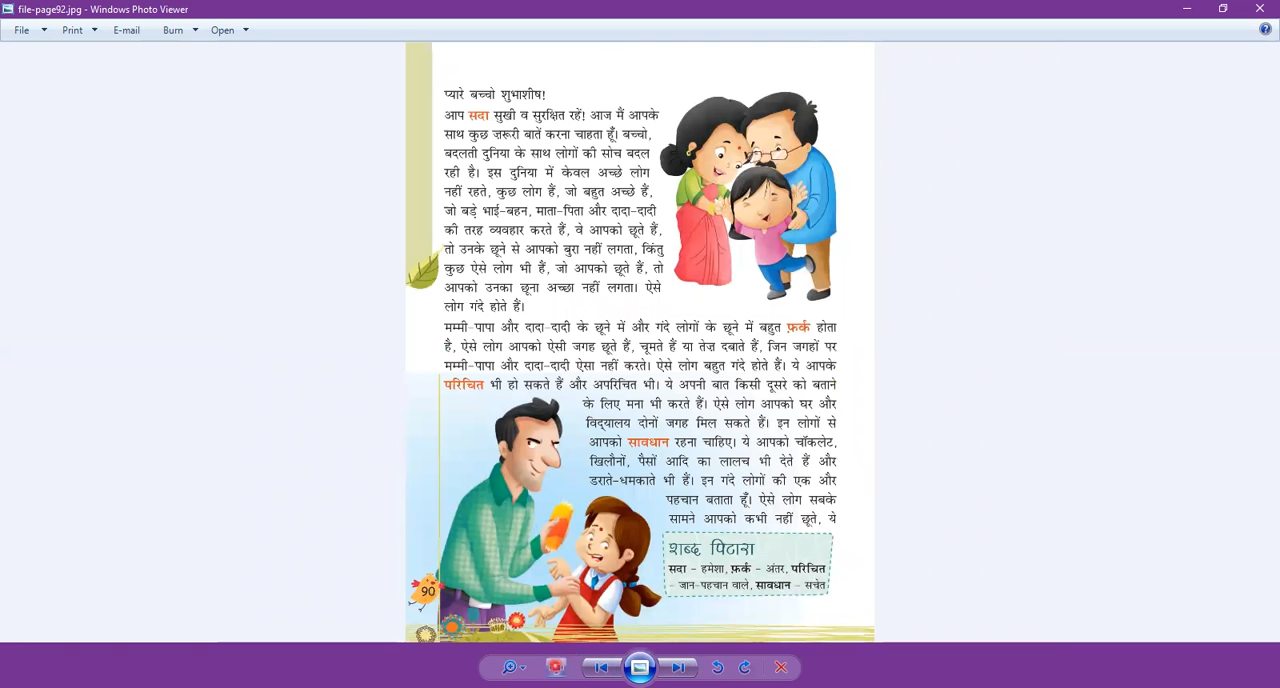 file-page92.jpg - Windows Photo Viewer
File Print E-mail Burn Open
प्यारे बच्चो शुभाशीष!
आप सदा सुखी व सुरक्षित रहें! आज मैं आपके
साथ कुछ ज़रूरी बातें करना चाहता हूँ। बच्चो,
बदलती दुनिया के साथ लोगों की सोच बदल
रही है। इस दुनिया में केवल अच्छे लोग
नहीं रहते, कुछ लोग हैं, जो बहुत अच्छे हैं,
जो बड़े भाई-बहन, माता-पिता और दादा-दादी
की तरह व्यवहार करते हैं, वे आपको छूते हैं,
तो उनके छूने से आपको बुरा नहीं लगता, किंतु
कुछ ऐसे लोग भी हैं, जो आपको छूते हैं, तो
आपको उनका छूना अच्छा नहीं लगता। ऐसे
लोग गंदे होते हैं।
मम्मी-पापा और दादा-दादी के छूने में और गंदे लोगों के छूने में बहुत फ़र्क होता
है, ऐसे लोग आपको ऐसी जगह छूते हैं, चूमते हैं या तेज़ दबाते हैं, जिन जगहों पर
मम्मी-पापा और दादा-दादी ऐसा नहीं करते। ऐसे लोग बहुत गंदे होते हैं। ये आपके
परिचित भी हो सकते हैं और अपरिचित भी। ये अपनी बात किसी दूसरे को बताने
के लिए मना भी करते हैं। ऐसे लोग आपको घर और
विद्यालय दोनों जगह मिल सकते हैं। इन लोगों से
आपको सावधान रहना चाहिए। ये आपको चॉकलेट,
खिलौनों, पैसों आदि का लालच भी देते हैं और
डराते-धमकाते भी हैं। इन गंदे लोगों की एक और
पहचान बताता हूँ। ऐसे लोग सबके
सामने आपको कभी नहीं छूते, ये
शब्द पिटारा
सदा - हमेशा, फ़र्क - अंतर, परिचित
- जान-पहचान वाले, सावधान - सचेत
90